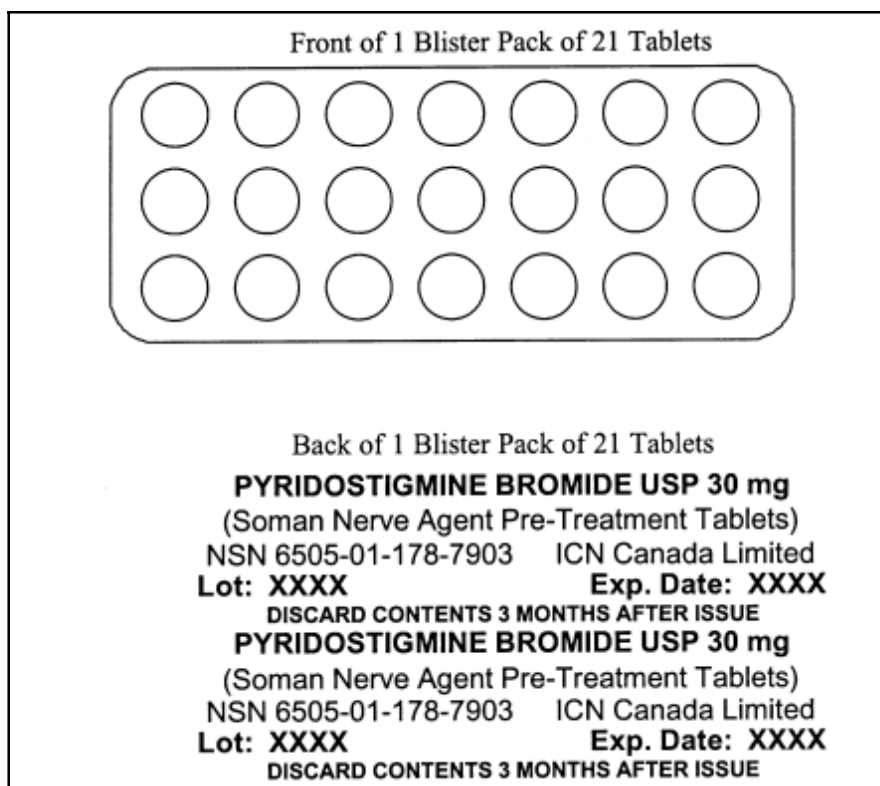 Front of 1 Blister Pack of 21 Tablets
Back of 1 Blister Pack of 21 Tablets
PYRIDOSTIGMINE BROMIDE USP 30 mg
(Soman Nerve Agent Pre-Treatment Tablets)
NSN 6505-01-178-7903 ICN Canada Limited
Lot: XXXX Exp. Date: XXXX
DISCARD CONTENTS 3 MONTHS AFTER ISSUE
PYRIDOSTIGMINE BROMIDE USP 30 mg
(Soman Nerve Agent Pre-Treatment Tablets)
NSN 6505-01-178-7903 ICN Canada Limited
Lot: XXXX Exp. Date: XXXX
DISCARD CONTENTS 3 MONTHS AFTER ISSUE